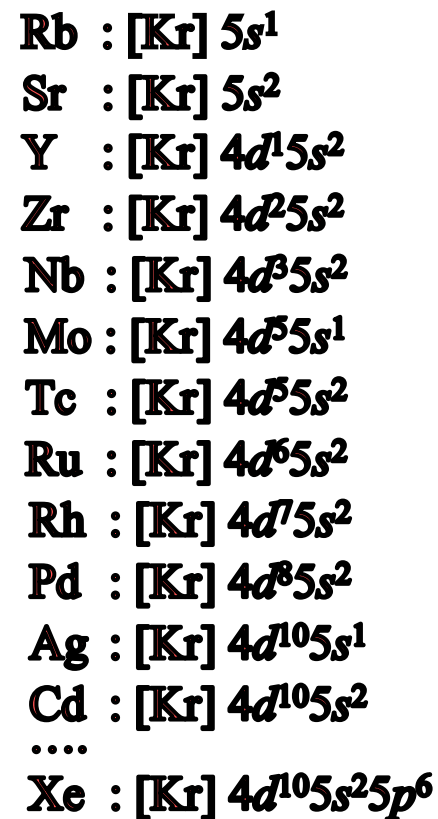 Rb : [Kr] 5s¹
Sr : [Kr] 5s²
Y : [Kr] 4d¹5s²
Zr : [Kr] 4d²5s²
Nb : [Kr] 4d³5s²
Mo : [Kr] 4d⁵5s¹
Tc : [Kr] 4d⁵5s²
Ru : [Kr] 4d⁶5s²
Rh : [Kr] 4d⁷5s²
Pd : [Kr] 4d⁸5s²
Ag : [Kr] 4d¹⁰5s¹
Cd : [Kr] 4d¹⁰5s²
....
Xe : [Kr] 4d¹⁰5s²5p⁶